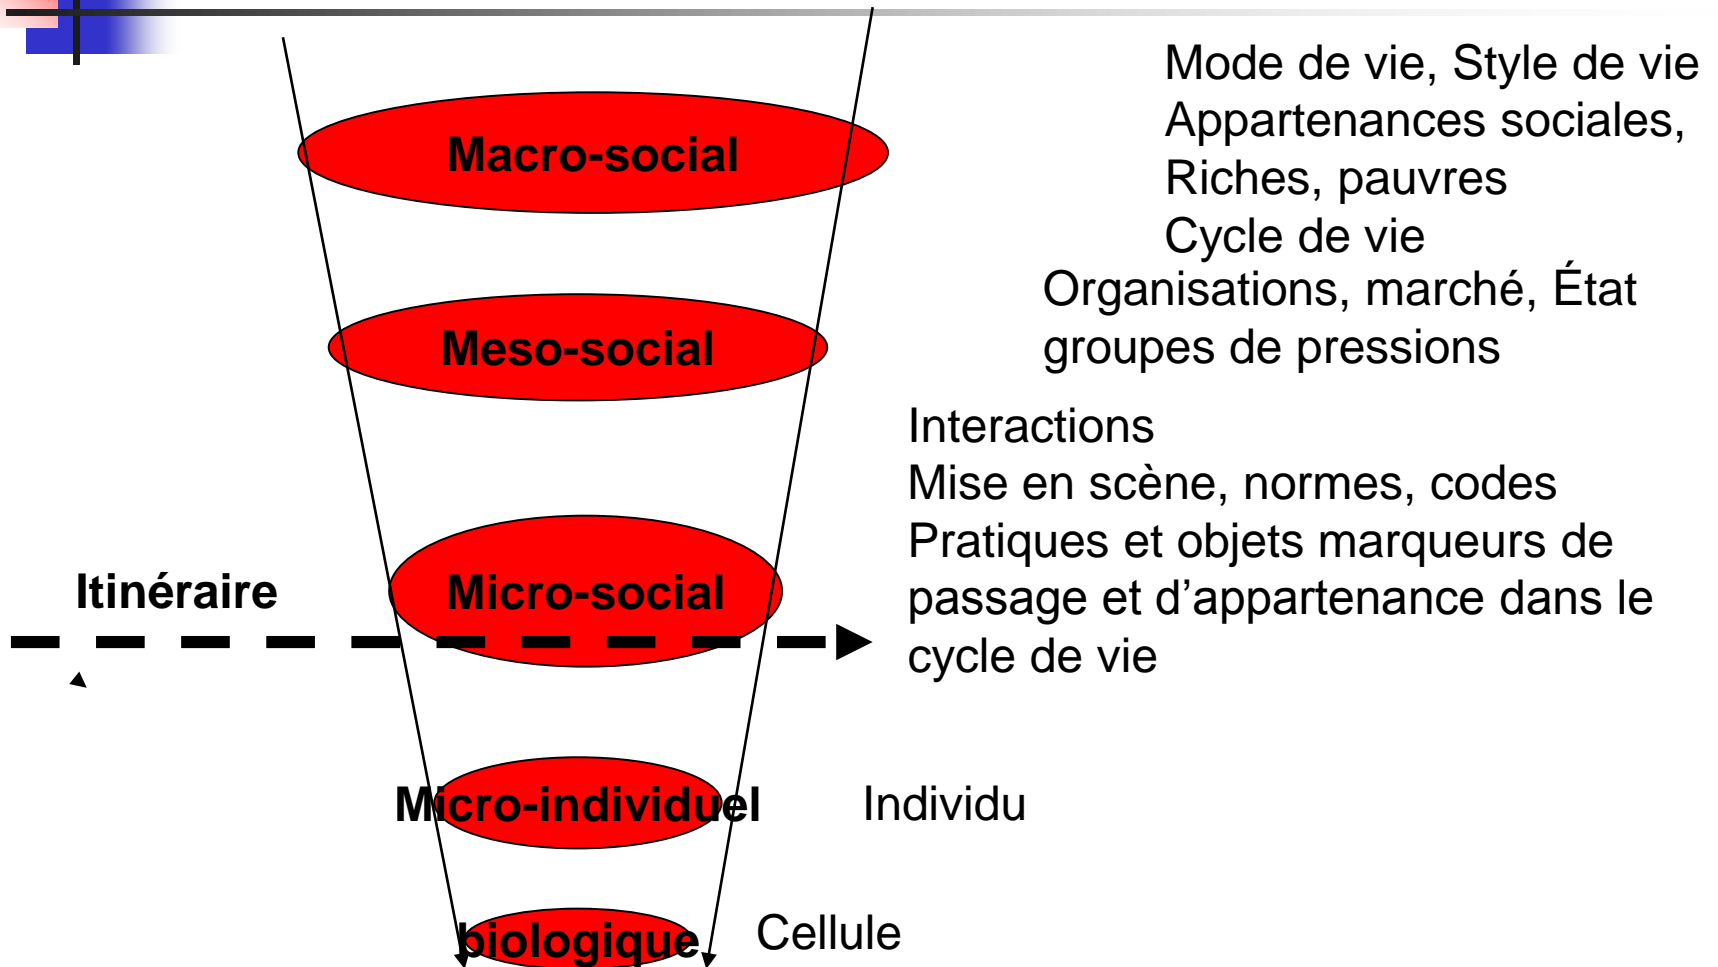 Mode de vie, Style de vie
Appartenances sociales,
Riches, pauvres
Cycle de vie
Macro-social
Organisations, marché, État
groupes de pressions
Meso-social
Interactions
Mise en scène, normes, codes
Pratiques et objets marqueurs de
passage et d’appartenance dans le
cycle de vie
Itinéraire
Micro-social
Micro-individuel
Individu
biologique
Cellule